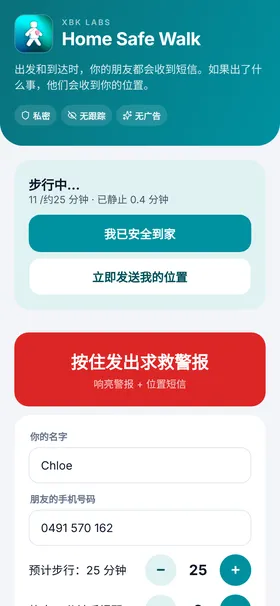 XBK LABS
Home Safe Walk
出发和到达时，你的朋友都会收到短信。如果出了什
么事，他们会收到你的位置。
私密
无跟踪
无广告
步行中...
11 /约25 分钟 · 已静止 0.4 分钟
我已安全到家
立即发送我的位置
按住发出求救警报
响亮警报 + 位置短信
你的名字
Chloe
朋友的手机号码
0491 570 162
预计步行：25 分钟
− 25 +